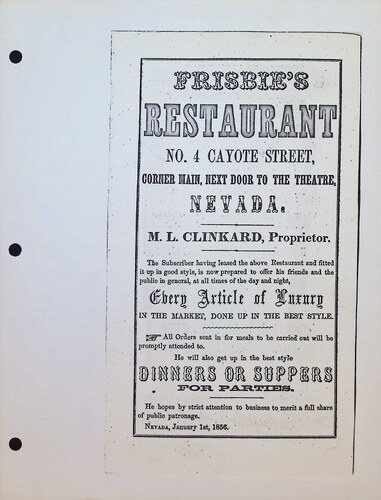 FRISBIE'S
RESTAURANT
NO. 4 CAYOTE STREET,
CORNER MAIN, NEXT DOOR TO THE THEATRE,
NEVADA.
M. L. CLINKARD, Proprietor.
The Subscriber having leased the above Restaurant and fitted
it up in good style, is now prepared to offer his friends and the
public in general, at all times of the day and night,
Every Article of Luxury
IN THE MARKET, DONE UP IN THE BEST STYLE.
☞ All Orders sent in for meals to be carried out will be
promptly attended to.
He will also get up in the best style
DINNERS OR SUPPERS
FOR PARTIES.
He hopes by strict attention to business to merit a full share
of public patronage.
NEVADA, January 1st, 1856.